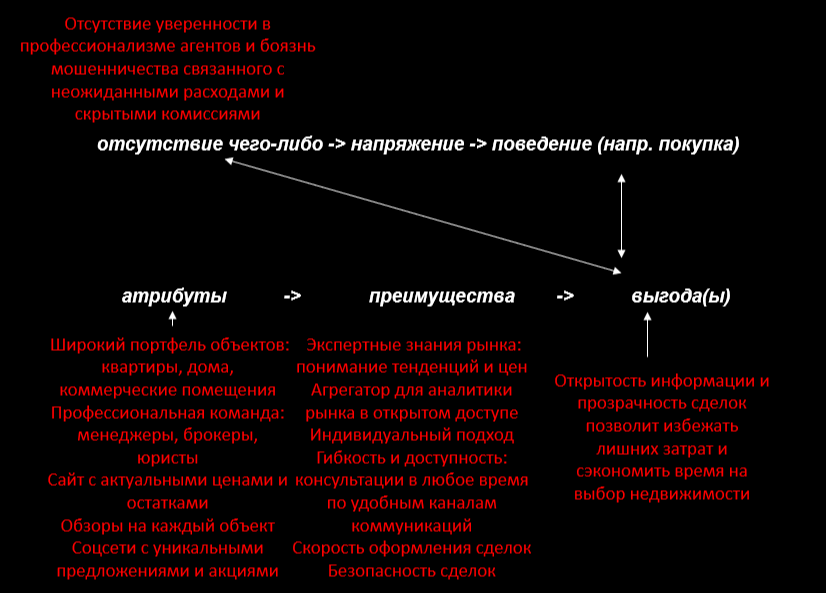 Отсутствие уверенности в
профессионализме агентов и боязнь
мошенничества связанного с
неожиданными расходами и
скрытыми комиссиями
отсутствие чего-либо -> напряжение -> поведение (напр. покупка)
атрибуты -> преимущества -> выгода(ы)
Широкий портфель объектов:
квартиры, дома,
коммерческие помещения
Профессиональная команда:
менеджеры, брокеры,
юристы
Сайт с актуальными ценами и
остатками
Обзоры на каждый объект
Соцсети с уникальными
предложениями и акциями
Экспертные знания рынка:
понимание тенденций и цен
Агрегатор для аналитики
рынка в открытом доступе
Индивидуальный подход
Гибкость и доступность:
консультации в любое время
по удобным каналам
коммуникаций
Скорость оформления сделок
Безопасность сделок
Открытость информации и
прозрачность сделок
позволит избежать
лишних затрат и
сэкономить время на
выбор недвижимости